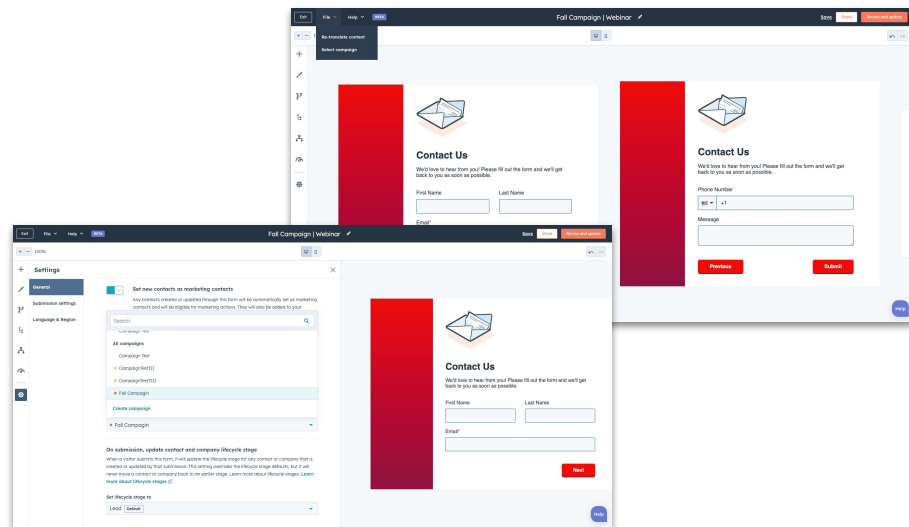 Exit File Help BETA Fall Campaign | Webinar Save Share Review and update
Re-translate content
Select campaign
Contact Us
We'd love to hear from you! Please fill out the form and we'll get
back to you as soon as possible.
First Name Last Name
Email*
Contact Us
We'd love to hear from you! Please fill out the form and we'll get
back to you as soon as possible.
Phone Number
+1
Message
Previous Submit
Help
Exit File Help BETA Fall Campaign | Webinar Save Share Review and update
100%
Settings
General
Submission settings
Language & Region
Set new contacts as marketing contacts
Any contacts created or updated through this form will be automatically set as marketing
contacts and will be eligible for marketing actions. They will also be added to your
Search
All campaigns
Campaign Test
CampaignTestIII
CampaignTestIIII
Fall Campagin
Create campaign
Fall Campagin
On submission, update contact and company lifecycle stage
When a visitor submits this form, it will update the lifecycle stage for any contact or company that is
created or updated by that submission. This setting overrides the lifecycle stage defaults, but it will
never move a contact or company back to an earlier stage. Learn more about lifecycle stages. Learn
more about lifecycle stages
Set lifecycle stage to
Lead Default
Contact Us
We'd love to hear from you! Please fill out the form and we'll get
back to you as soon as possible.
First Name Last Name
Email*
Next
Help